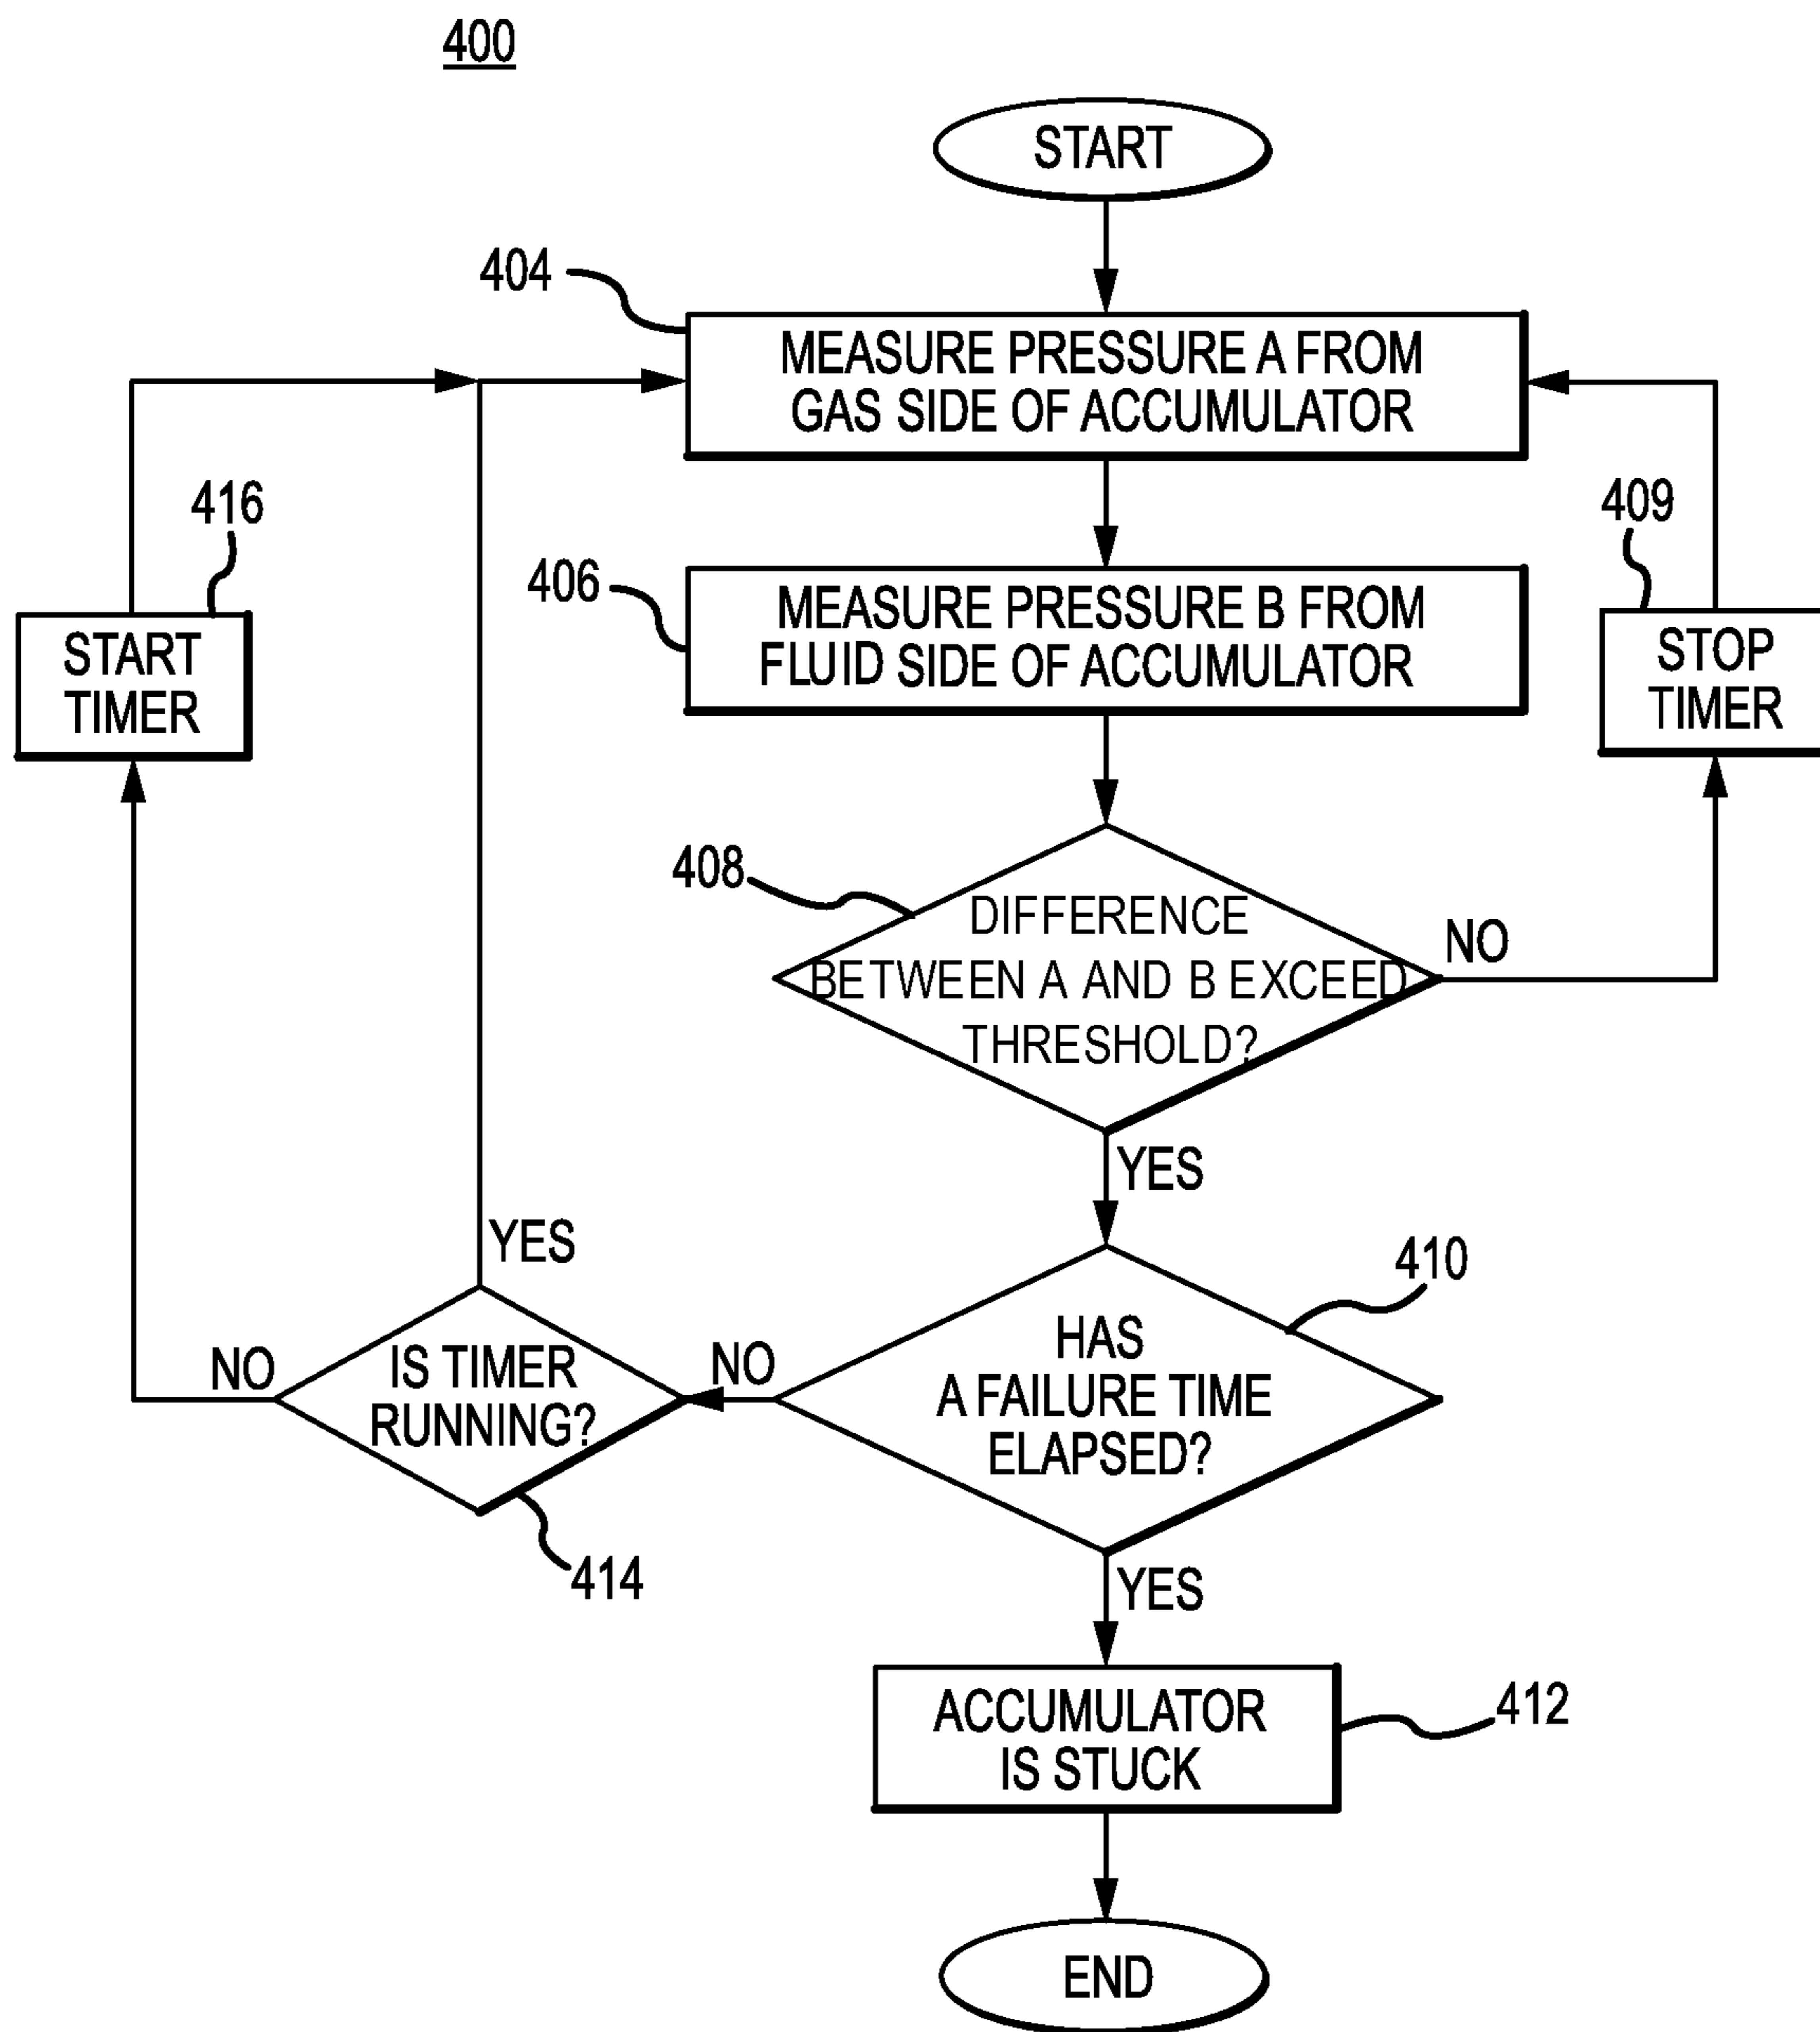 400
START
404
MEASURE PRESSURE A FROM
GAS SIDE OF ACCUMULATOR
416
409
406
MEASURE PRESSURE B FROM
FLUID SIDE OF ACCUMULATOR
START
TIMER
STOP
TIMER
408
DIFFERENCE
BETWEEN A AND B EXCEED
THRESHOLD?
NO
YES
YES
410
HAS
A FAILURE TIME
ELAPSED?
NO
IS TIMER
RUNNING?
NO
414
YES
ACCUMULATOR
IS STUCK
412
END